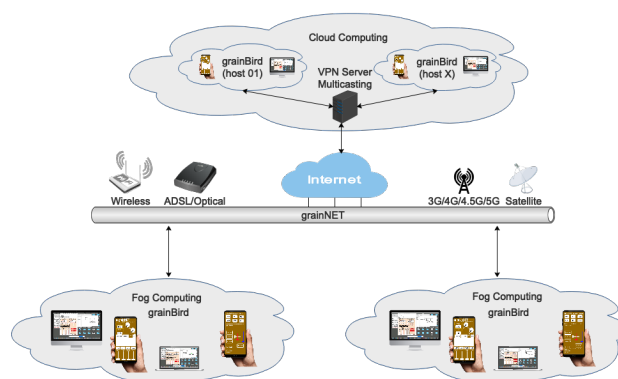 Cloud Computing
grainBird
(host 01)
grainBird
(host X)
VPN Server
Multicasting
Internet
Wireless
ADSL/Optical
3G/4G/4.5G/5G
Satellite
grainNET
Fog Computing
grainBird
Fog Computing
grainBird